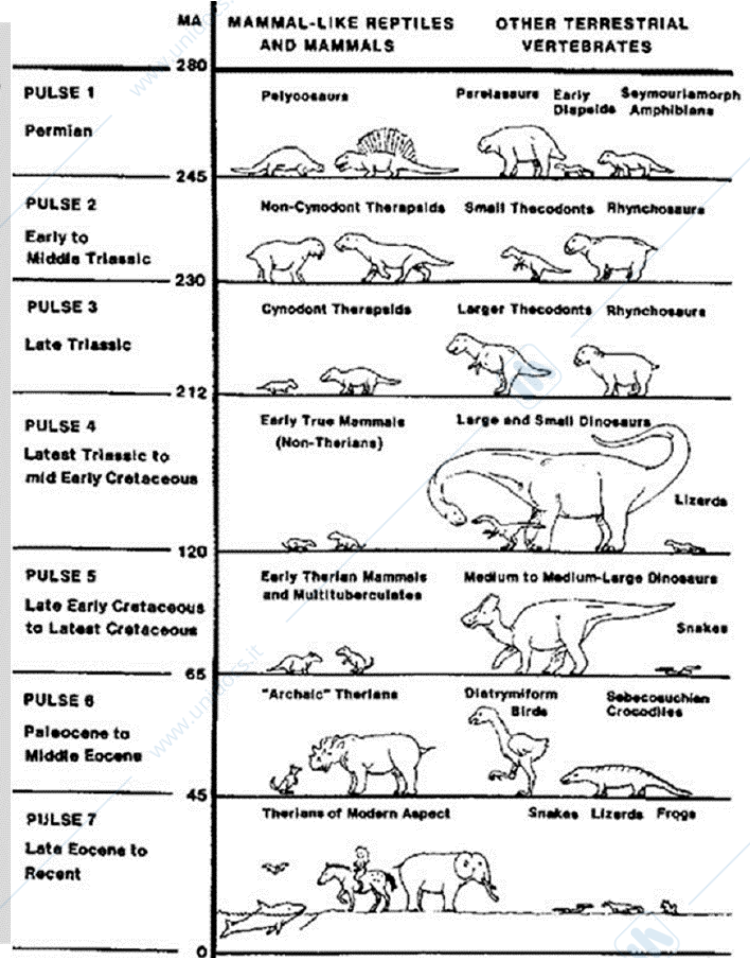 MA
MAMMAL-LIKE REPTILES
AND MAMMALS
OTHER TERRESTRIAL
VERTEBRATES
280
PULSE 1
Permian
Pelycosaurs
Pareiasaurs
Early
Diapsids
Seymouriamorph
Amphibians
245
PULSE 2
Early to
Middle Triassic
Non-Cynodont Therapsids
Small Thecodonts
Rhynchosaurs
230
PULSE 3
Late Triassic
Cynodont Therapsids
Larger Thecodonts
Rhynchosaurs
212
PULSE 4
Latest Triassic to
mid Early Cretaceous
Early True Mammals
(Non-Therians)
Large and Small Dinosaurs
Lizards
120
PULSE 5
Late Early Cretaceous
to Latest Cretaceous
Early Therian Mammals
and Multituberculates
Medium to Medium-Large Dinosaurs
Snakes
65
PULSE 6
Paleocene to
Middle Eocene
"Archaic" Therians
Diatrymiform
Birds
Sebecosuchian
Crocodiles
45
PULSE 7
Late Eocene to
Recent
Therians of Modern Aspect
Snakes
Lizards
Frogs
0